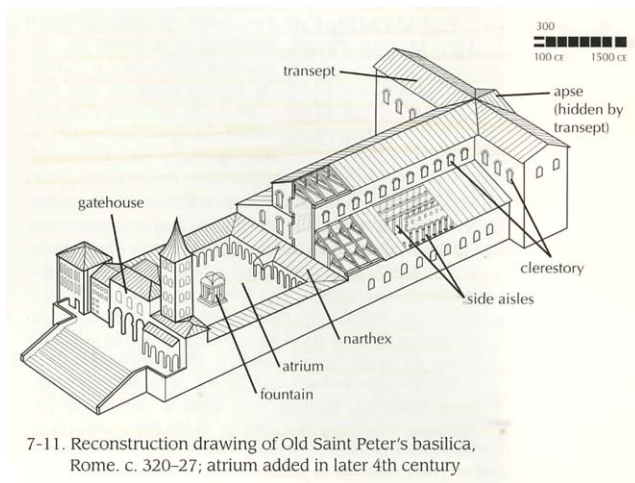 300
100 CE 1500 CE
transept
apse
(hidden by
transept)
gatehouse
clerestory
side aisles
narthex
atrium
fountain
7-11. Reconstruction drawing of Old Saint Peter's basilica,
Rome. c. 320–27; atrium added in later 4th century